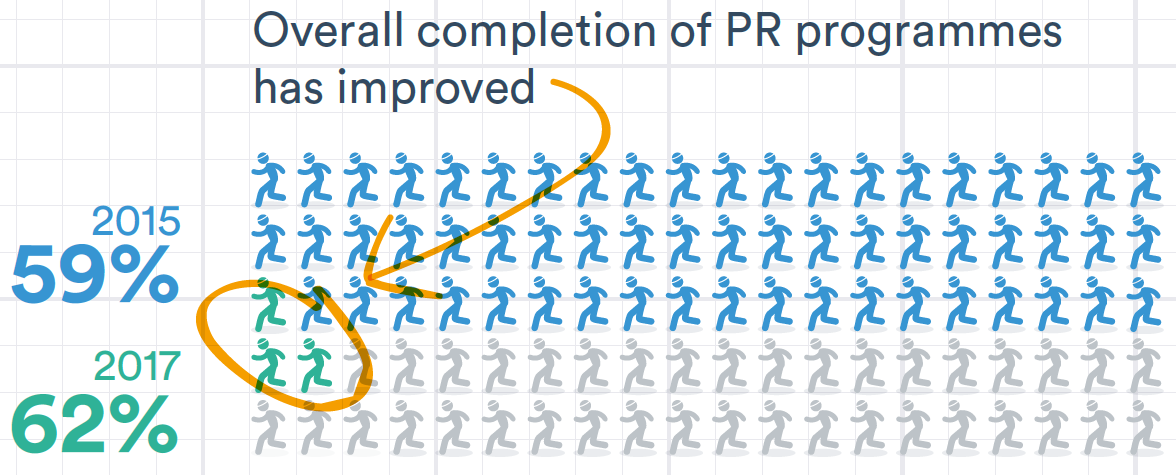 Overall completion of PR programmes
has improved
2015
59%
2017
62%